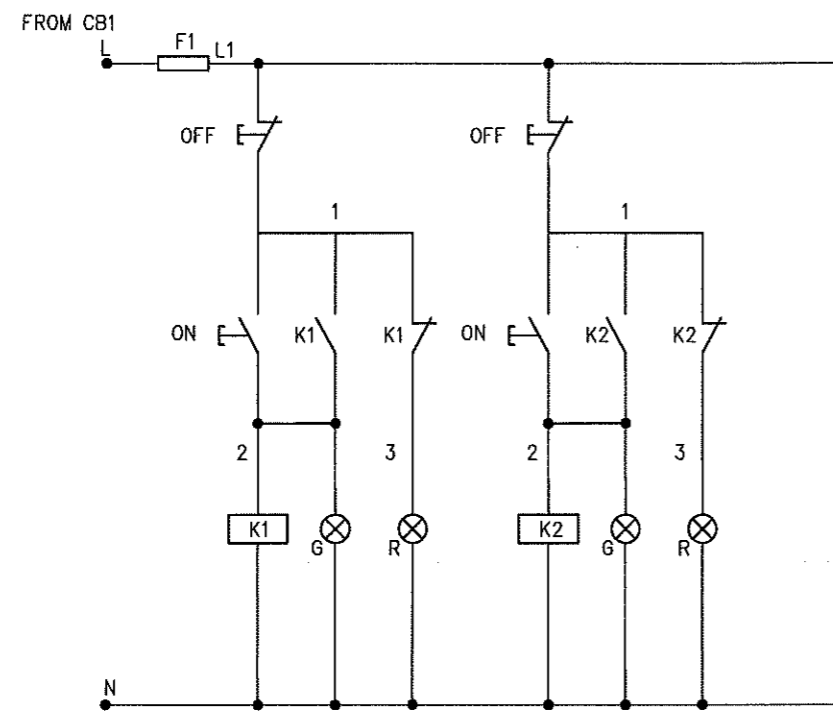 FROM CB1
L F1 L1
OFF OFF
1 1
ON K1 K1 ON K2 K2
2 3 2 3
K1 G R K2 G R
N